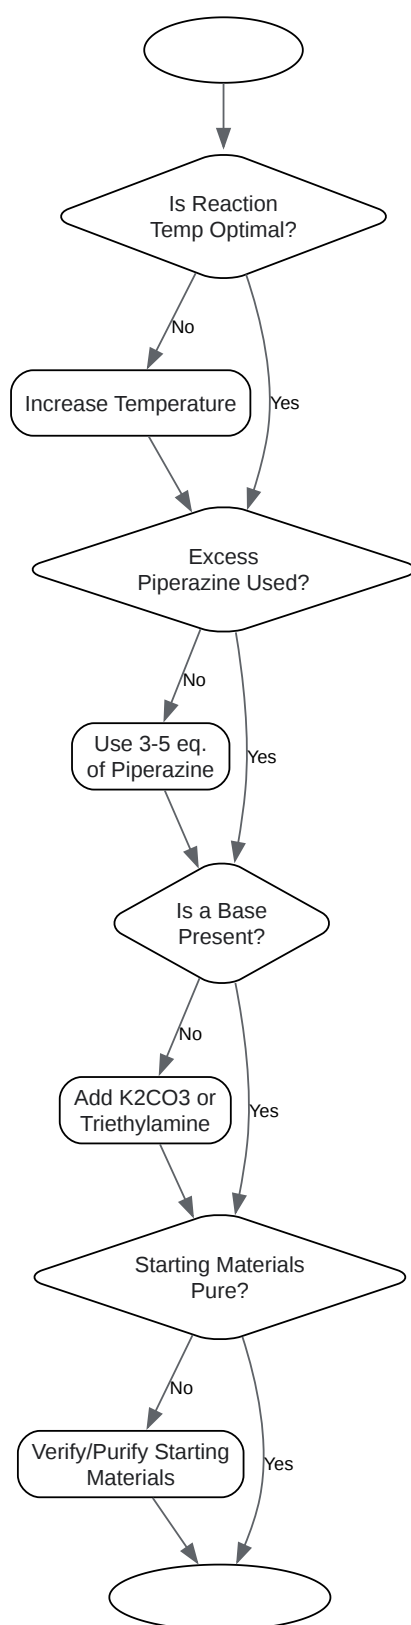 Is Reaction
Temp Optimal?
No
Increase Temperature
Yes
Excess
Piperazine Used?
No
Use 3-5 eq.
of Piperazine
Yes
Is a Base
Present?
No
Add K2CO3 or
Triethylamine
Yes
Starting Materials
Pure?
No
Verify/Purify Starting
Materials
Yes